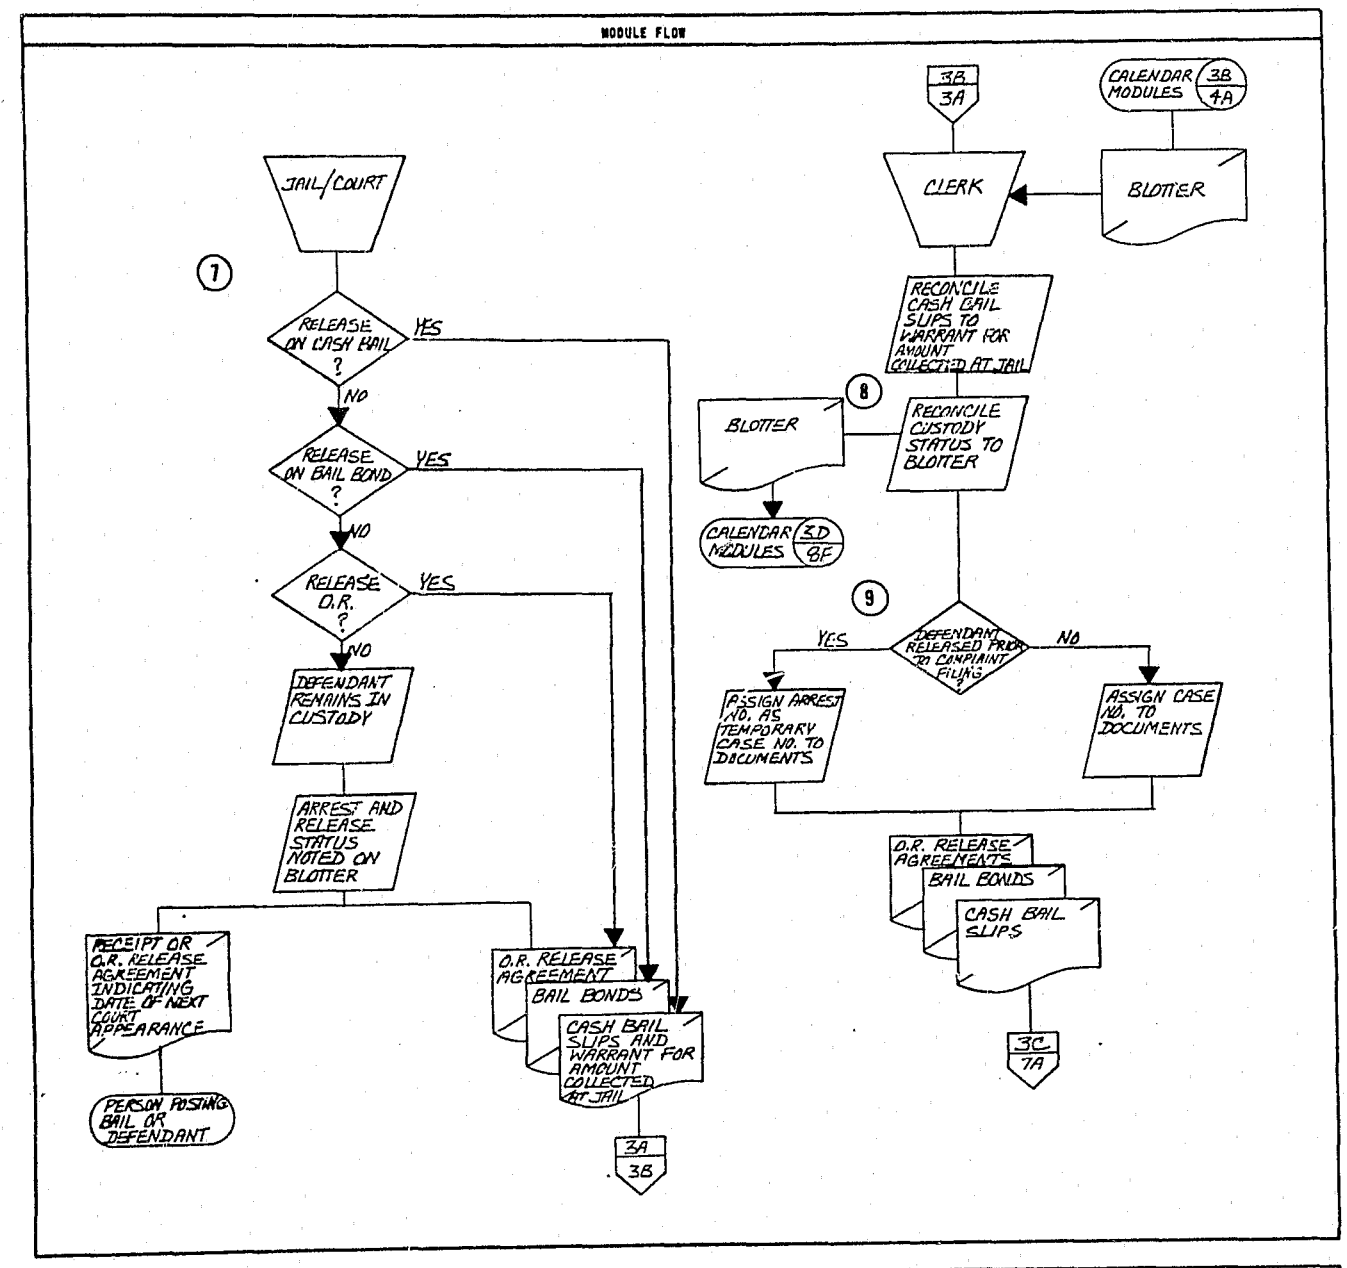 MODULE FLOW
JAIL/COURT
7
RELEASE
ON CASH BAIL
?
YES
NO
RELEASE
ON BAIL BOND
?
YES
NO
RELEASE
O.R.
?
YES
NO
DEFENDANT
REMAINS IN
CUSTODY
ARREST AND
RELEASE
STATUS
NOTED ON
BLOTTER
RECEIPT OR
O.R. RELEASE
AGREEMENT
INDICATING
DATE OF NEXT
COURT
APPEARANCE
PERSON POSTING
BAIL OR
DEFENDANT
O.R. RELEASE
AGREEMENT
BAIL BONDS
CASH BAIL
SLIPS AND
WARRANT FOR
AMOUNT
COLLECTED
AT JAIL
3A
3B
3B
3A
CALENDAR
MODULES
3B
4A
CLERK
BLOTTER
RECONCILE
CASH BAIL
SLIPS TO
WARRANT FOR
AMOUNT
COLLECTED AT JAIL
8
BLOTTER
RECONCILE
CUSTODY
STATUS TO
BLOTTER
CALENDAR
MODULES
3D
8F
9
DEFENDANT
RELEASED PRIOR
TO COMPLAINT
FILING
?
YES
NO
ASSIGN ARREST
NO. AS
TEMPORARY
CASE NO. TO
DOCUMENTS
ASSIGN CASE
NO. TO
DOCUMENTS
O.R. RELEASE
AGREEMENTS
BAIL BONDS
CASH BAIL
SLIPS
3C
7A